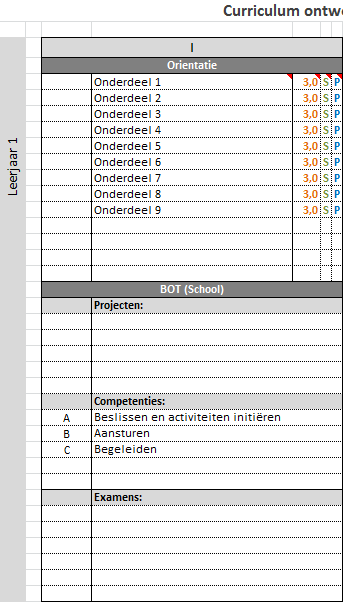 Curriculum ontw
I
Orientatie
Leerjaar 1
Onderdeel 1 3,0 S P
Onderdeel 2 3,0 S P
Onderdeel 3 3,0 S P
Onderdeel 4 3,0 S P
Onderdeel 5 3,0 S P
Onderdeel 6 3,0 S P
Onderdeel 7 3,0 S P
Onderdeel 8 3,0 S P
Onderdeel 9 3,0 S P
BOT (School)
Projecten:
Competenties:
A Beslissen en activiteiten initiëren
B Aansturen
C Begeleiden
Examens: